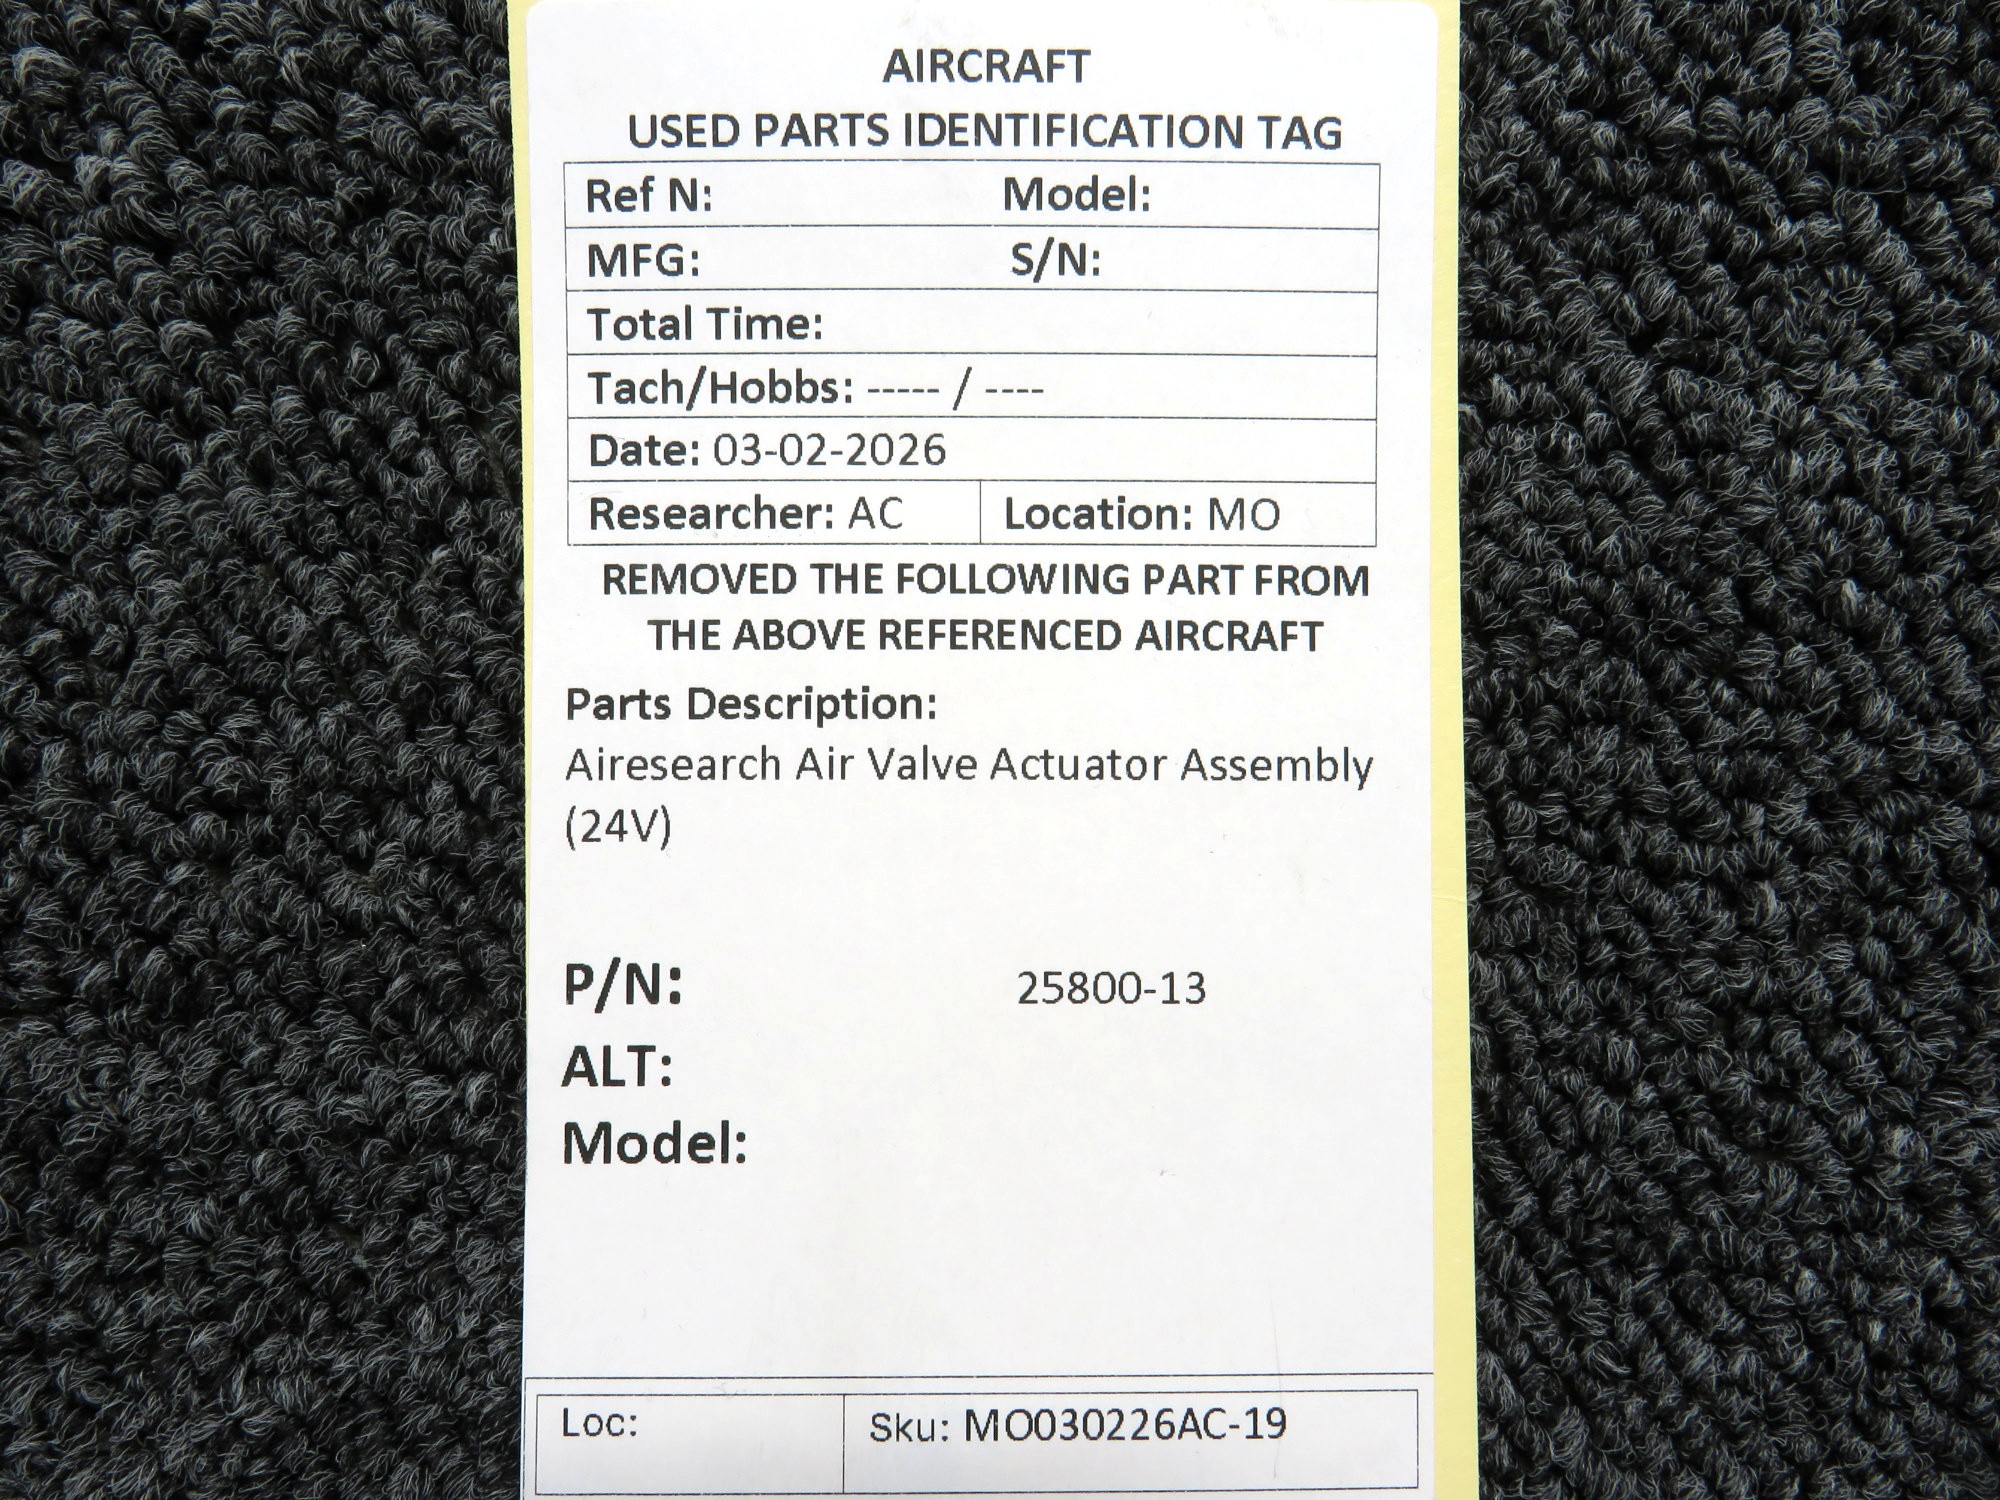 AIRCRAFT
USED PARTS IDENTIFICATION TAG
Ref N: Model:
MFG: S/N:
Total Time:
Tach/Hobbs: ----- / ----
Date: 03-02-2026
Researcher: AC Location: MO
REMOVED THE FOLLOWING PART FROM
THE ABOVE REFERENCED AIRCRAFT
Parts Description:
Airesearch Air Valve Actuator Assembly
(24V)
P/N: 25800-13
ALT:
Model:
Loc: Sku: MO030226AC-19